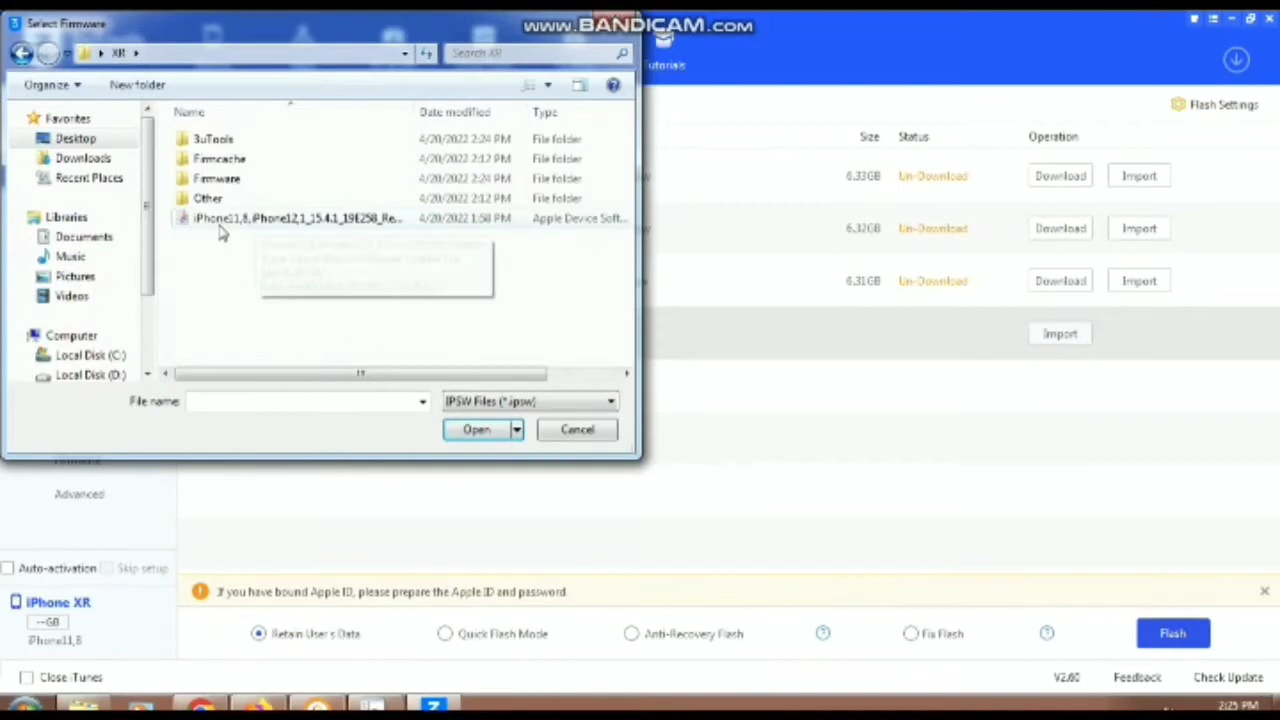 Select Firmware
www.BANDICAM.com
XR
Search XR
Tutorials
Organize
New folder
Flash Settings
Name
Date modified
Type
Size
Status
Operation
Favorites
Desktop
Downloads
Recent Places
Libraries
Documents
Music
Pictures
Videos
Computer
Local Disk (C:)
Local Disk (D:)
3uTools 4/20/2022 2:24 PM File folder
Firmcache 4/20/2022 2:12 PM File folder
Firmware 4/20/2022 2:24 PM File folder
Other 4/20/2022 2:12 PM File folder
iPhone11,8,iPhone12,1_15.4.1_19E258_Re... 4/20/2022 1:58 PM Apple Device Soft...
6.33GB Un-Download Download Import
6.32GB Un-Download Download Import
6.31GB Un-Download Download Import
Import
File name:
IPSW Files (*.ipsw)
Open
Cancel
Advanced
Auto-activation
Skip setup
If you have bound Apple ID, please prepare the Apple ID and password.
iPhone XR
--GB
iPhone11,8
Retain User's Data
Quick Flash Mode
Anti-Recovery Flash
Fix Flash
Flash
Close iTunes
V2.60
Feedback
Check Update
2:25 PM